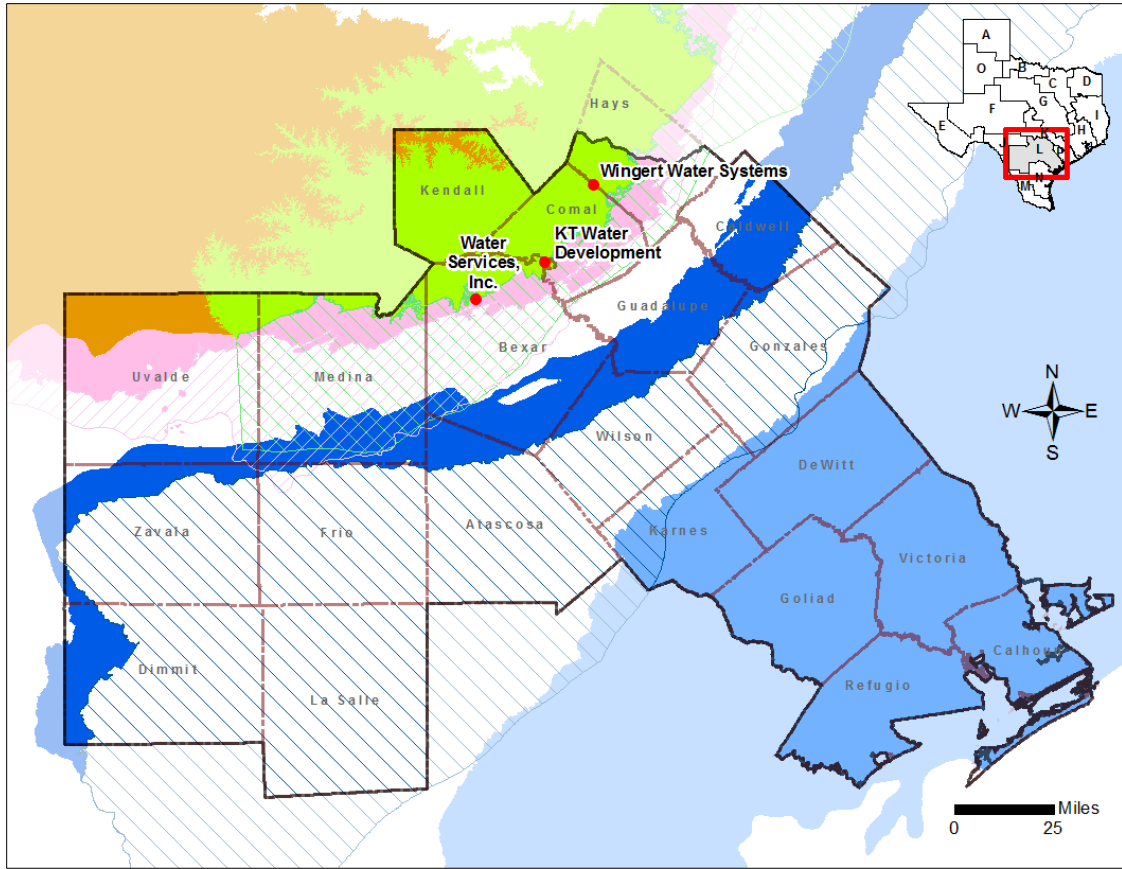 A
O
B
C
D
F
G
E
I
H
K
J
L
P
N
M
Hays
Kendall
Wingert Water Systems
Comal
Water
Services,
Inc.
KT Water
Development
Caldwell
Guadalupe
Bexar
Gonzales
Uvalde
Medina
N
W
E
S
Wilson
DeWitt
Zavala
Frio
Atascosa
Karnes
Victoria
Goliad
Calhoun
Dimmit
La Salle
Refugio
Miles
0
25